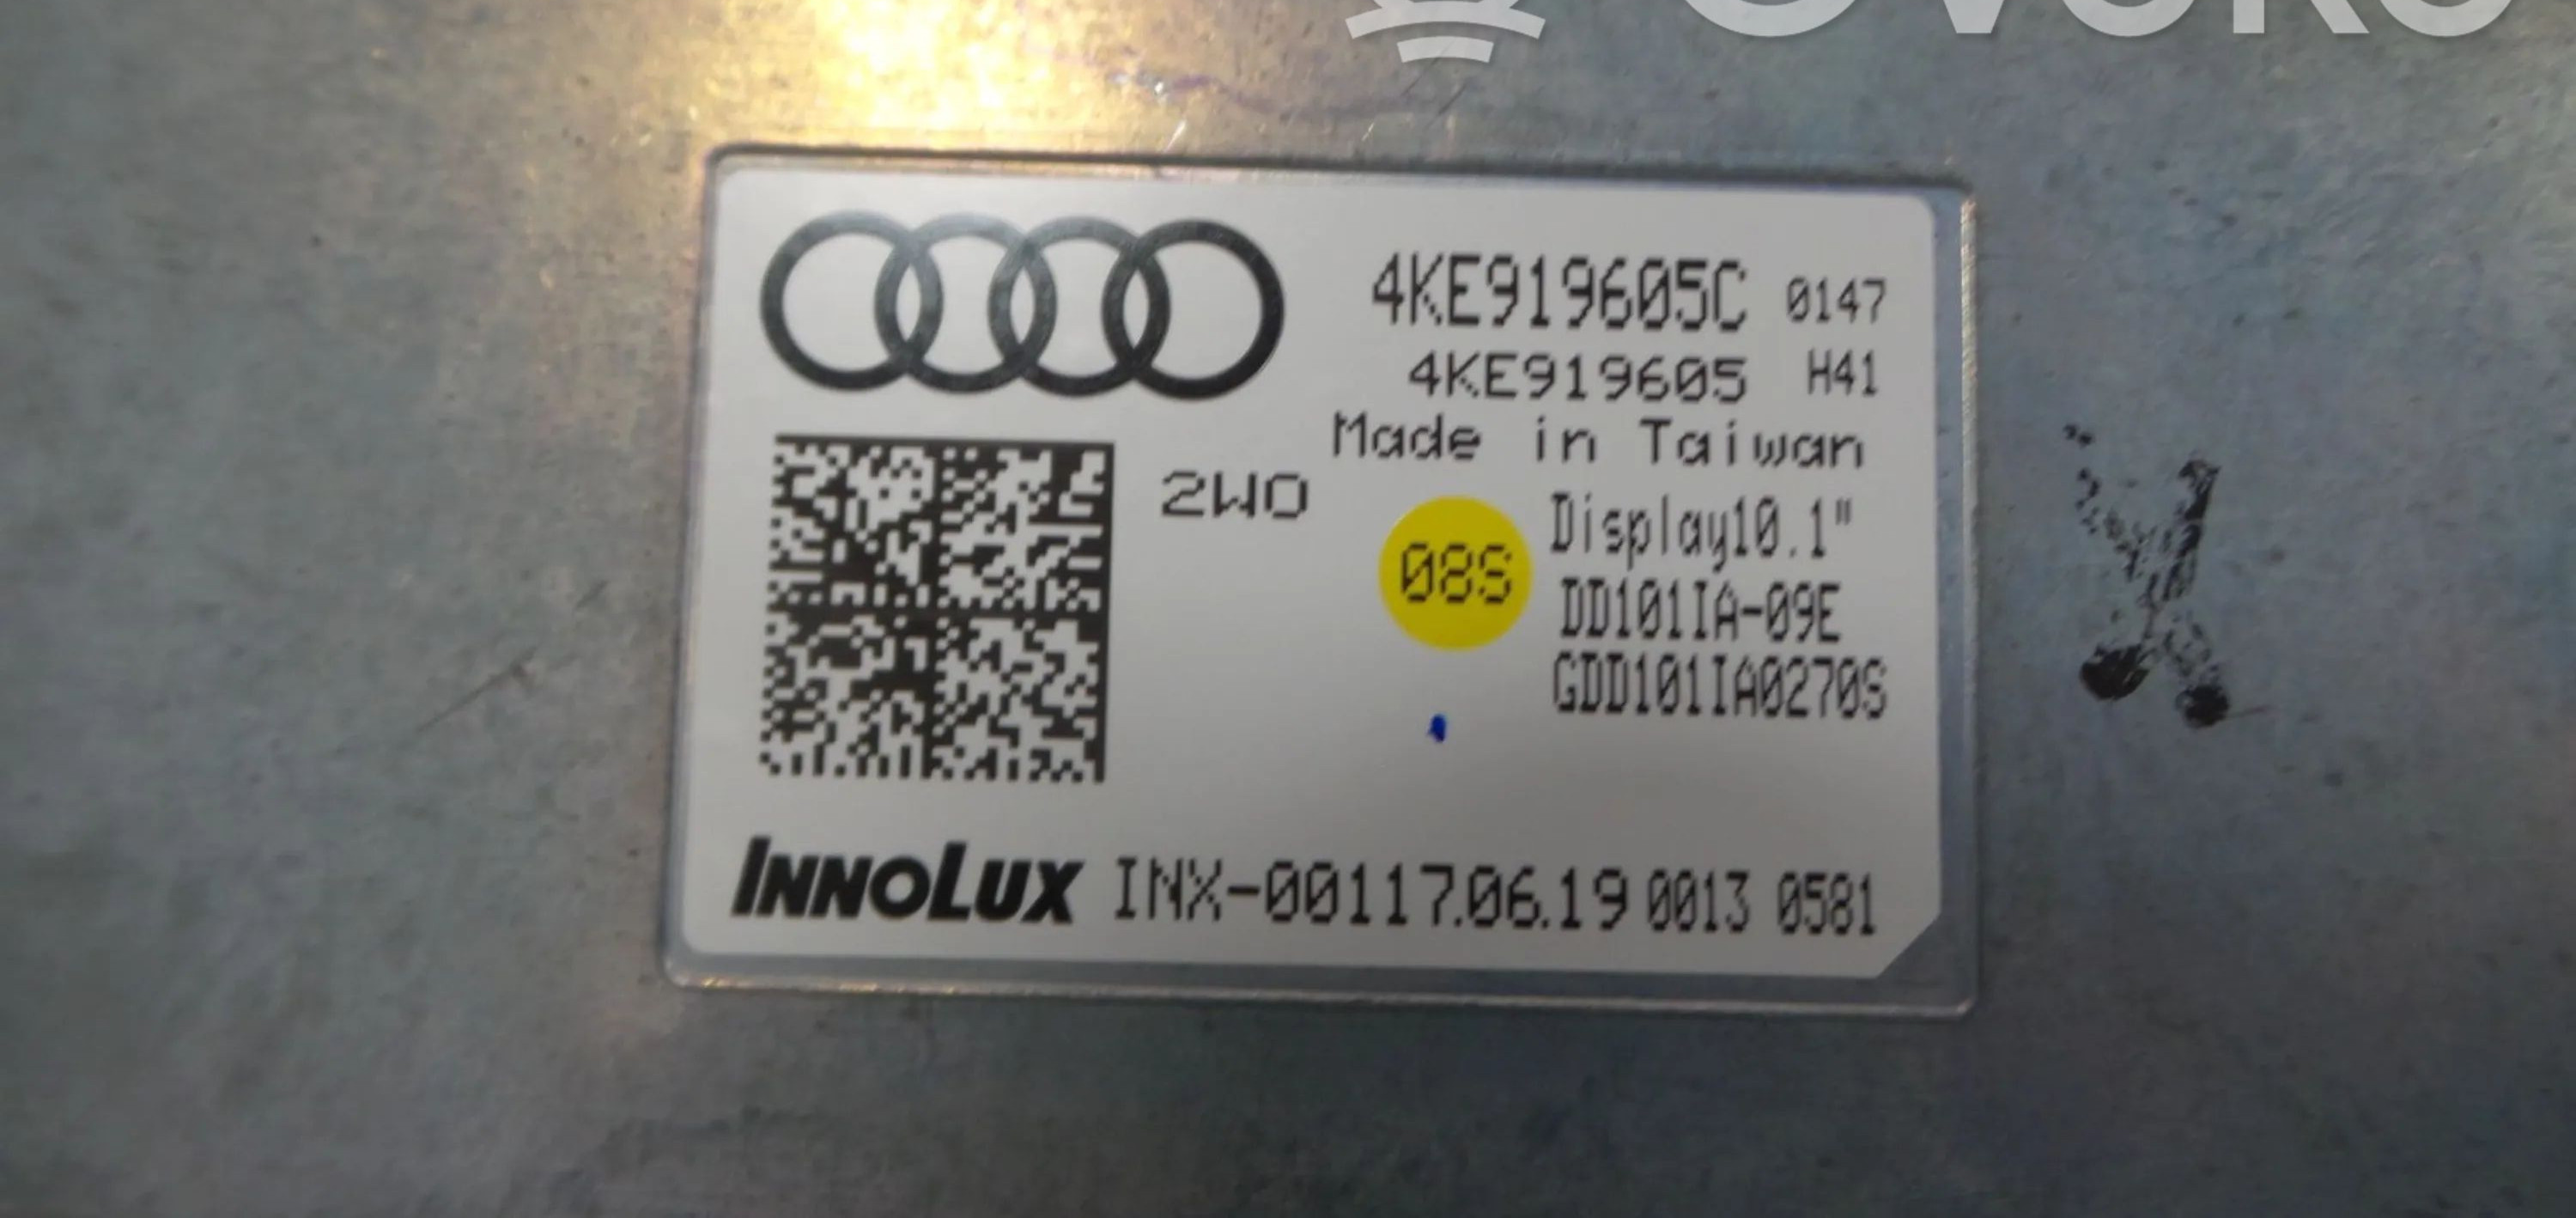 4KE919605C 0147
4KE919605 H41
Made in Taiwan
2WO
08S
Display10.1"
DD101IA-09E
GDD101IA0270S
INNOLUX INX-00117.06.19 0013 0581